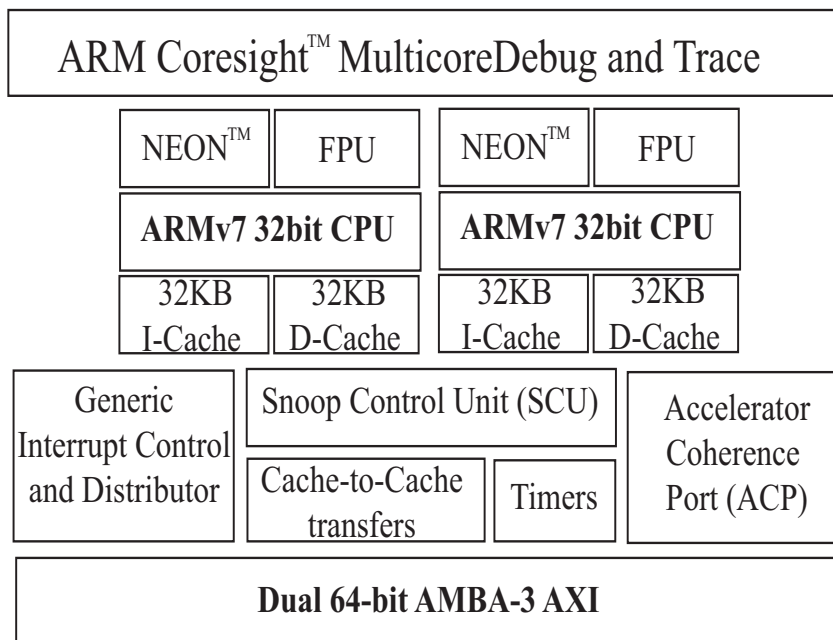 ARM Coresight™ MulticoreDebug and Trace
NEON™
FPU
NEON™
FPU
ARMv7 32bit CPU
ARMv7 32bit CPU
32KB
I-Cache
32KB
D-Cache
32KB
I-Cache
32KB
D-Cache
Generic
Interrupt Control
and Distributor
Snoop Control Unit (SCU)
Cache-to-Cache
transfers
Timers
Accelerator
Coherence
Port (ACP)
Dual 64-bit AMBA-3 AXI